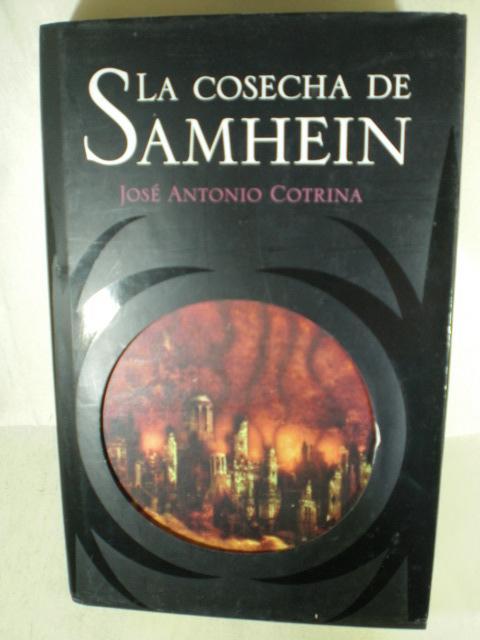 LA COSECHA DE
SAMHEIN
JOSÉ ANTONIO COTRINA